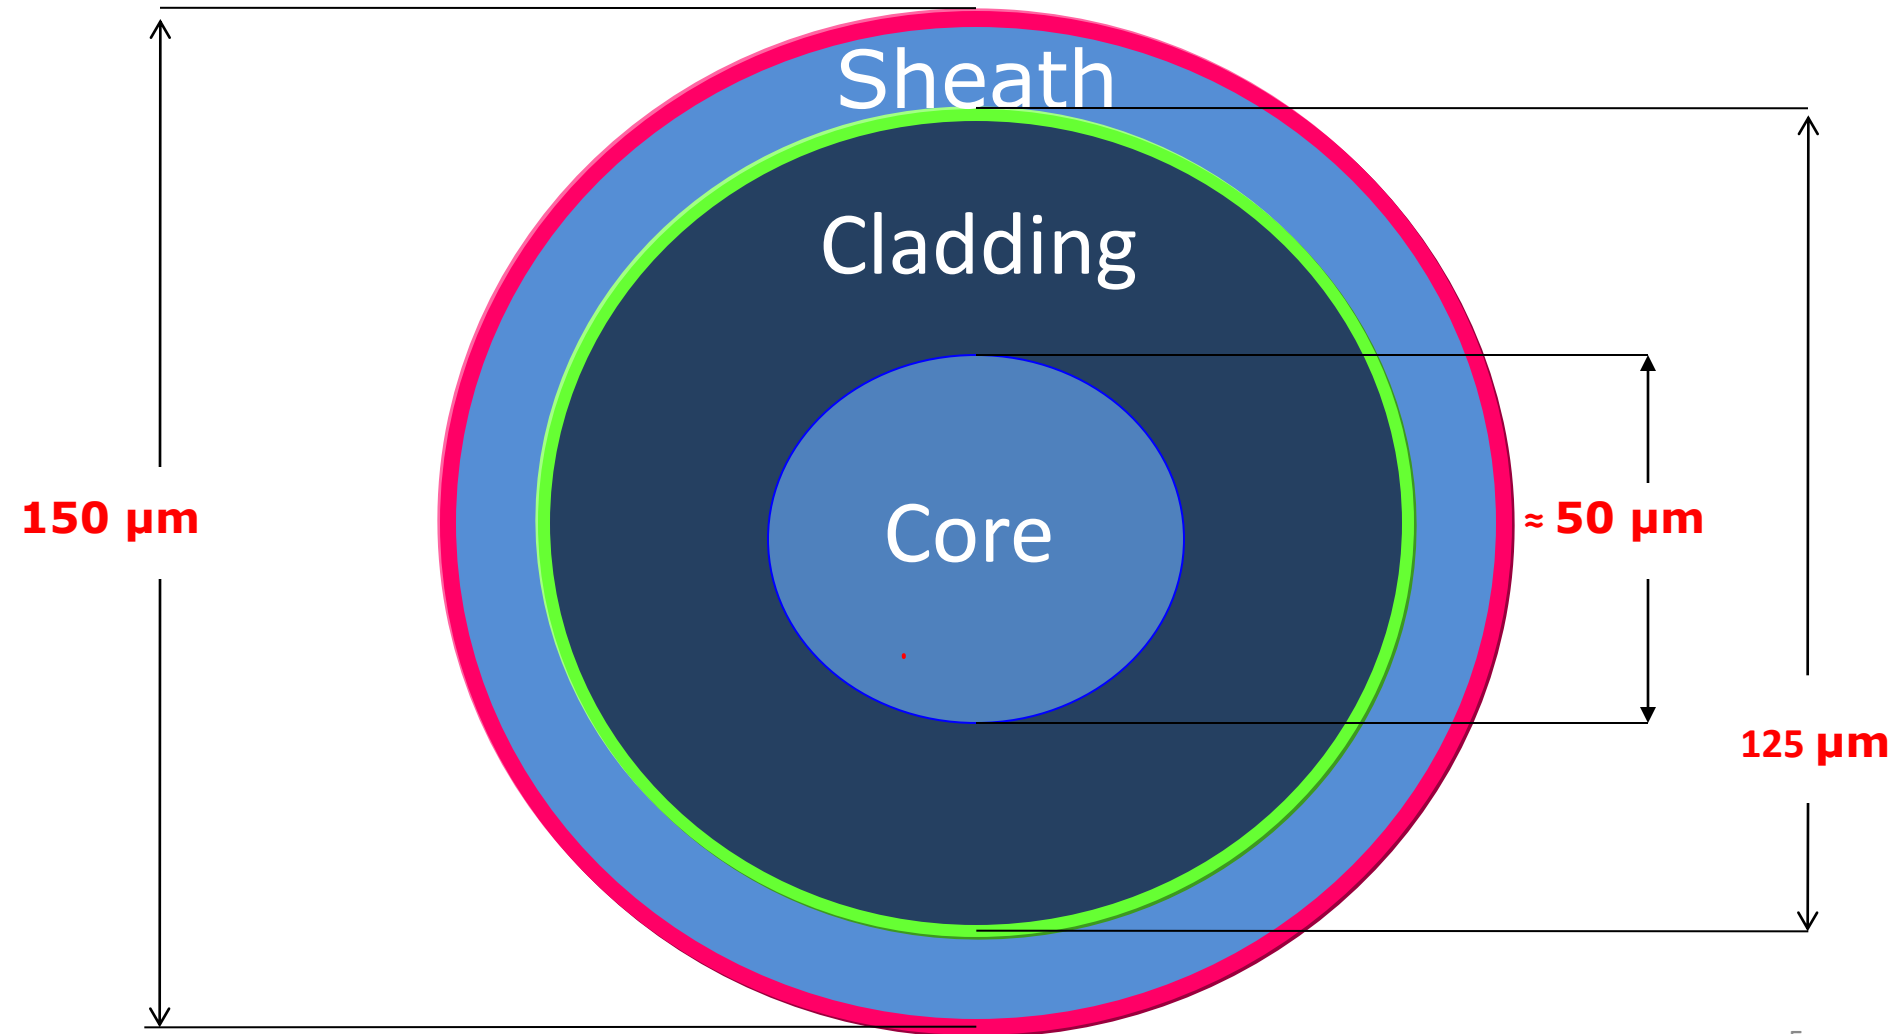 Sheath
Cladding
Core
150 µm
≈ 50 µm
125 µm